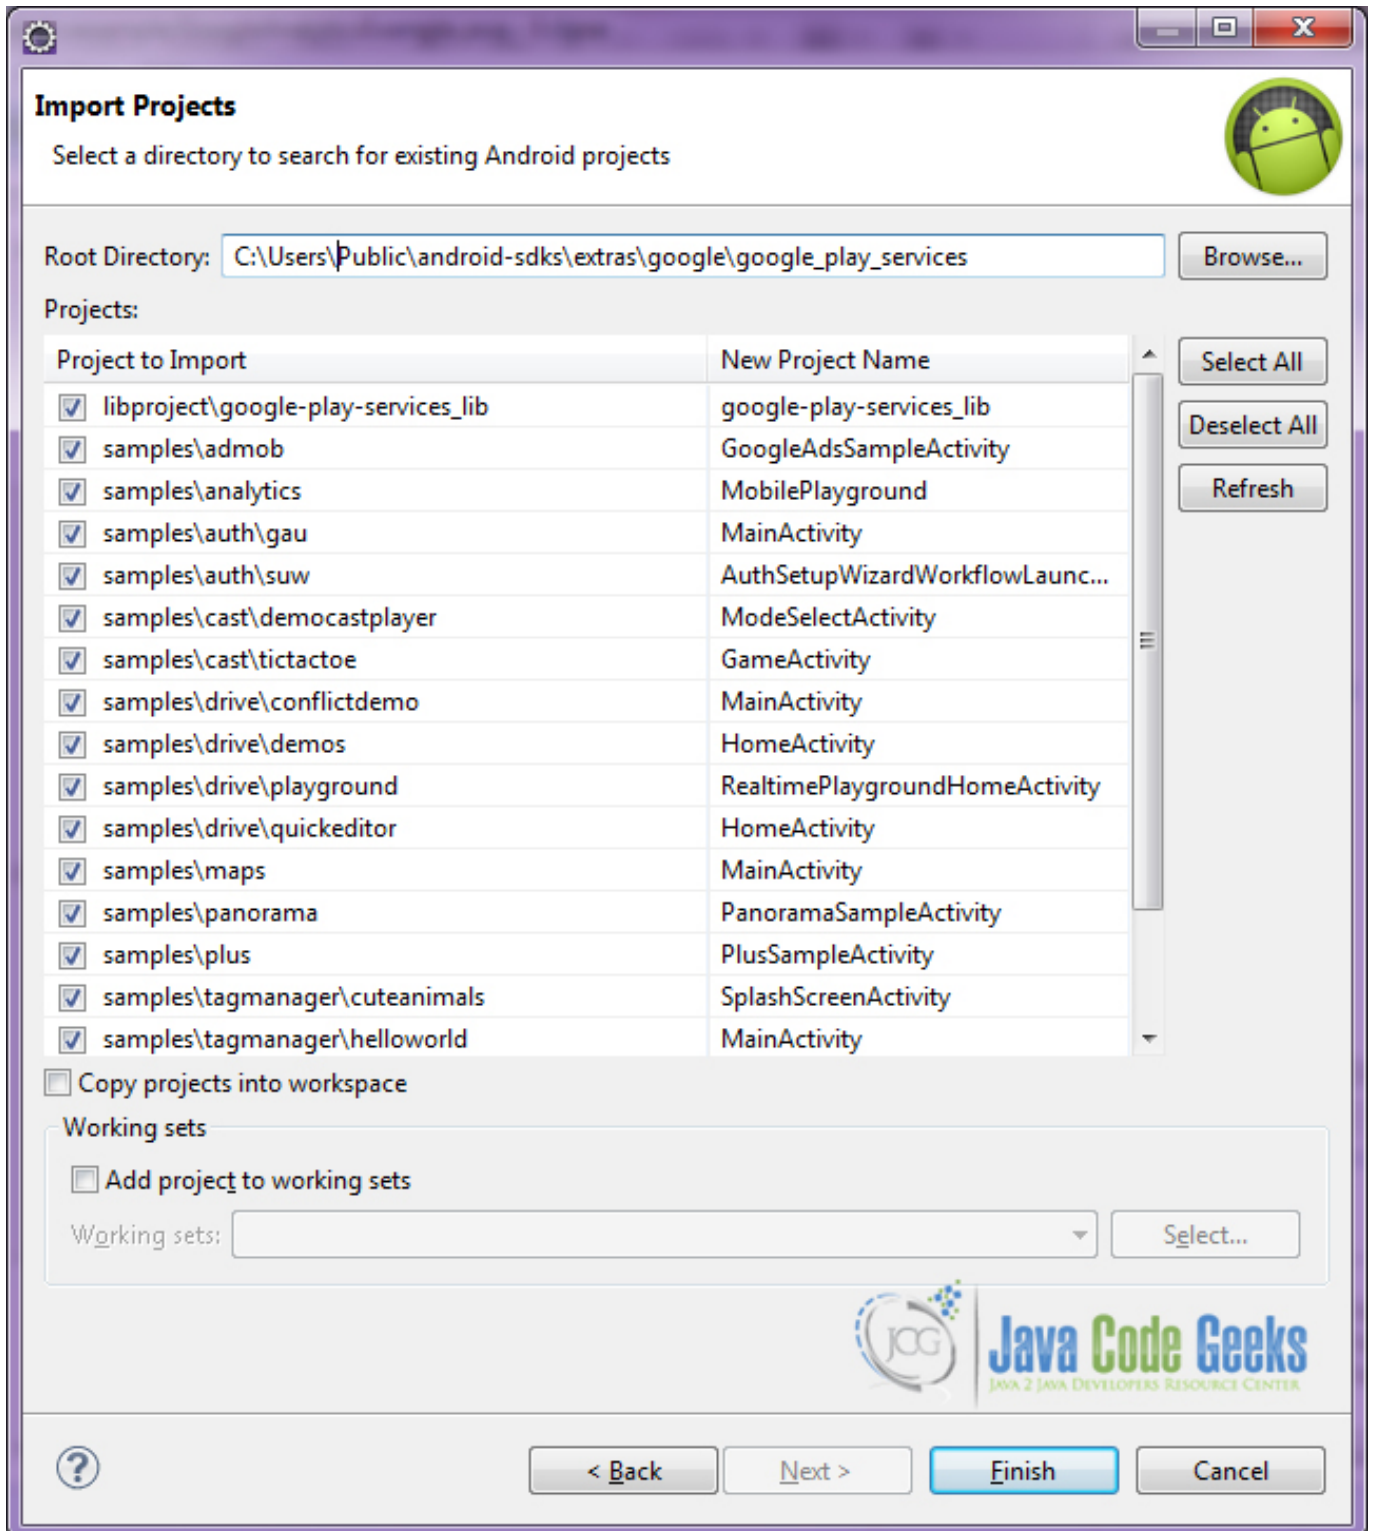 Import Projects
Select a directory to search for existing Android projects
Root Directory: C:\Users\Public\android-sdks\extras\google\google_play_services Browse...
Projects:
Project to Import New Project Name Select All
libproject\google-play-services_lib google-play-services_lib
samples\admob GoogleAdsSampleActivity Deselect All
samples\analytics MobilePlayground Refresh
samples\auth\gau MainActivity
samples\auth\suw AuthSetupWizardWorkflowLaunc...
samples\cast\democastplayer ModeSelectActivity
samples\cast\tictactoe GameActivity
samples\drive\conflictdemo MainActivity
samples\drive\demos HomeActivity
samples\drive\playground RealtimePlaygroundHomeActivity
samples\drive\quickeditor HomeActivity
samples\maps MainActivity
samples\panorama PanoramaSampleActivity
samples\plus PlusSampleActivity
samples\tagmanager\cuteanimals SplashScreenActivity
samples\tagmanager\helloworld MainActivity
Copy projects into workspace
Working sets
Add project to working sets
Working sets: Select...
JCG Java Code Geeks
JAVA 2 JAVA DEVELOPERS RESOURCE CENTER
? < Back Next > Finish Cancel